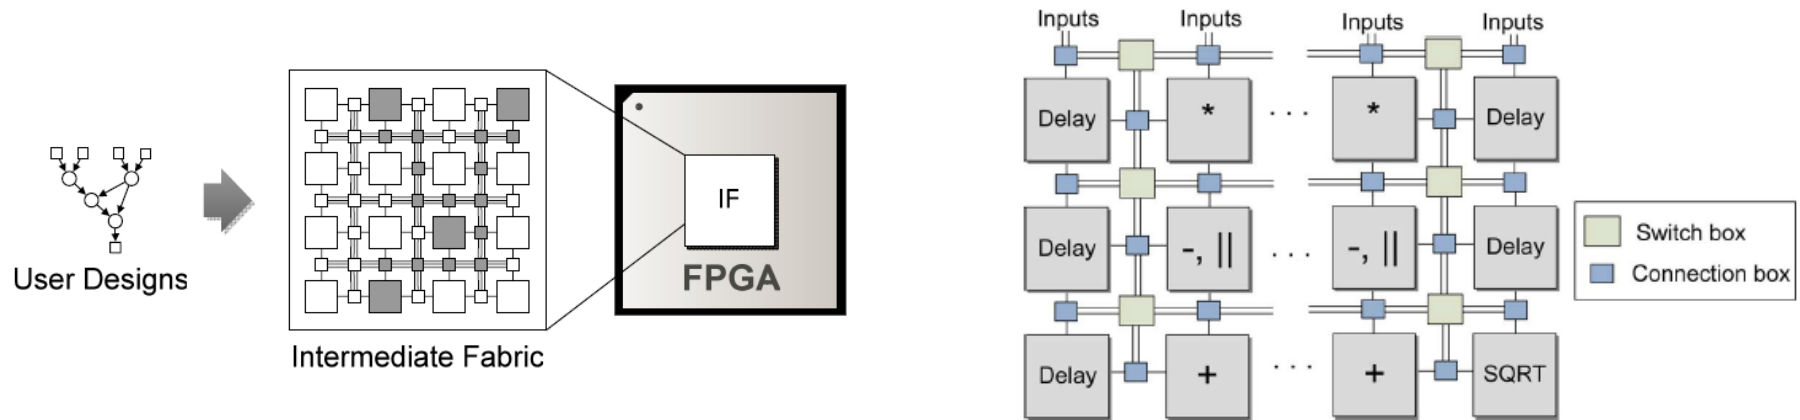 User Designs
Intermediate Fabric
IF
FPGA
Inputs Inputs Inputs Inputs
Delay * . . . * Delay
Delay -, || . . . -, || Delay
Delay + . . . + SQRT
Switch box
Connection box